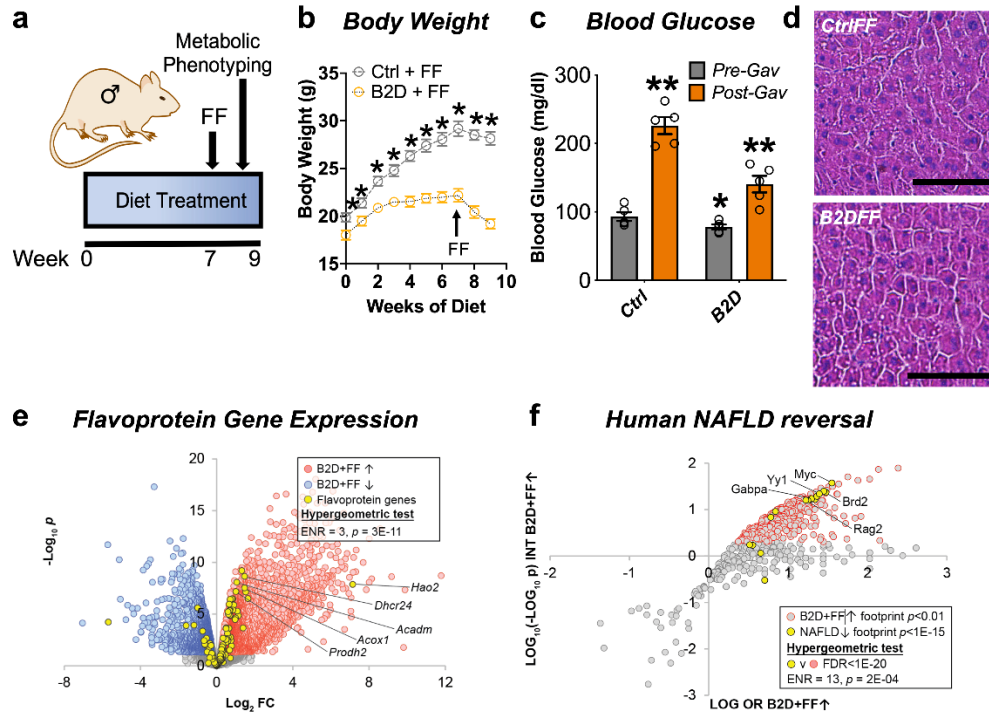 a
Metabolic
Phenotyping
♂
FF
Diet Treatment
Week 0 7 9
b Body Weight
Ctrl + FF
B2D + FF
Body Weight (g)
35
30
25
20
15
* * * * * * * * * *
FF
0 2 4 6 8 10
Weeks of Diet
c Blood Glucose
Pre-Gav
Post-Gav
Blood Glucose (mg/dl)
300
200
100
0
**
*
**
Ctrl B2D
d
CtrlFF
B2DFF
e Flavoprotein Gene Expression
-Log10 p
20
15
10
5
0
B2D+FF ↑
B2D+FF ↓
Flavoprotein genes
Hypergeometric test
ENR = 3, p = 3E-11
Hao2
Dhcr24
Acadm
Acox1
Prodh2
-8 -4 0 4 8 12
Log2 FC
f Human NAFLD reversal
LOG10(-LOG10 p) INT B2D+FF↑
2
1
0
-1
-2
-3
Myc
Yy1
Gabpa
Brd2
Rag2
-2 -1 0 1 2 3
B2D+FF↑ footprint p<0.01
NAFLD↓ footprint p<1E-15
Hypergeometric test
v FDR<1E-20
ENR = 13, p = 2E-04
LOG OR B2D+FF↑